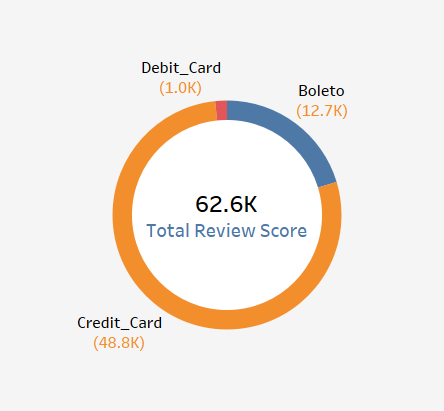 Debit_Card
(1.0K)
Boleto
(12.7K)
62.6K
Total Review Score
Credit_Card
(48.8K)